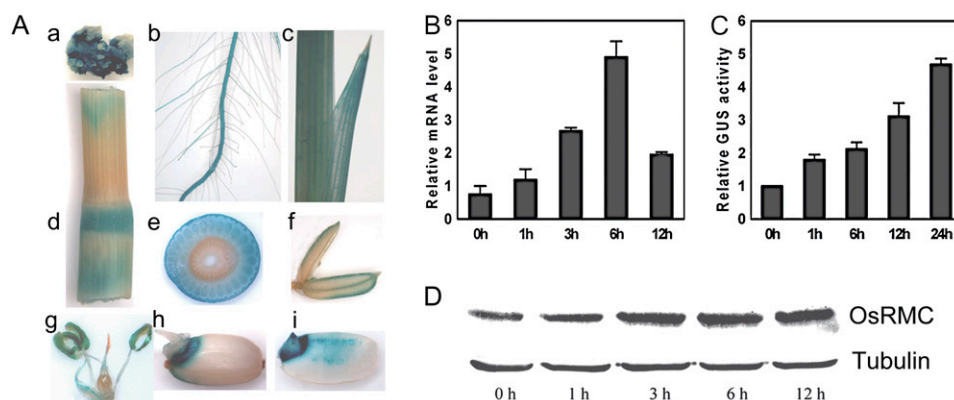 A
a
b
c
d
e
f
g
h
i
B
Relative mRNA level
6
5
4
3
2
1
0
0h 1h 3h 6h 12h
C
Relative GUS activity
6
5
4
3
2
1
0
0h 1h 6h 12h 24h
D
OsRMC
Tubulin
0 h 1 h 3 h 6 h 12 h